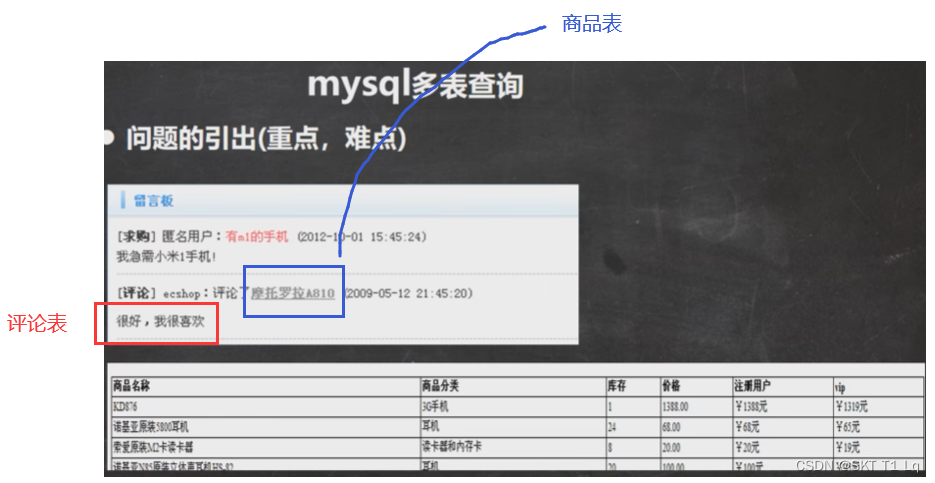 商品表
mysql多表查询
● 问题的引出(重点，难点)
留言板
[求购] 匿名用户：有m1的手机 (2012-10-01 15:45:24)
我急需小米1手机!
[评论] ecshop：评论了摩托罗拉A810 (2009-05-12 21:45:20)
评论表
很好，我很喜欢
商品名称 商品分类 库存 价格 注册用户 vip
KD876 3G手机 1 1388.00 ￥1388元 ￥1319元
诺基亚原装5800耳机 耳机 24 68.00 ￥68元 ￥65元
索爱原装M2卡读卡器 读卡器和内存卡 8 20.00 ￥20元 ￥19元
诺基亚N85原装立体声耳机HS-82 耳机 20 100.00 ￥100元
CSDN @SKT_T1_Lq